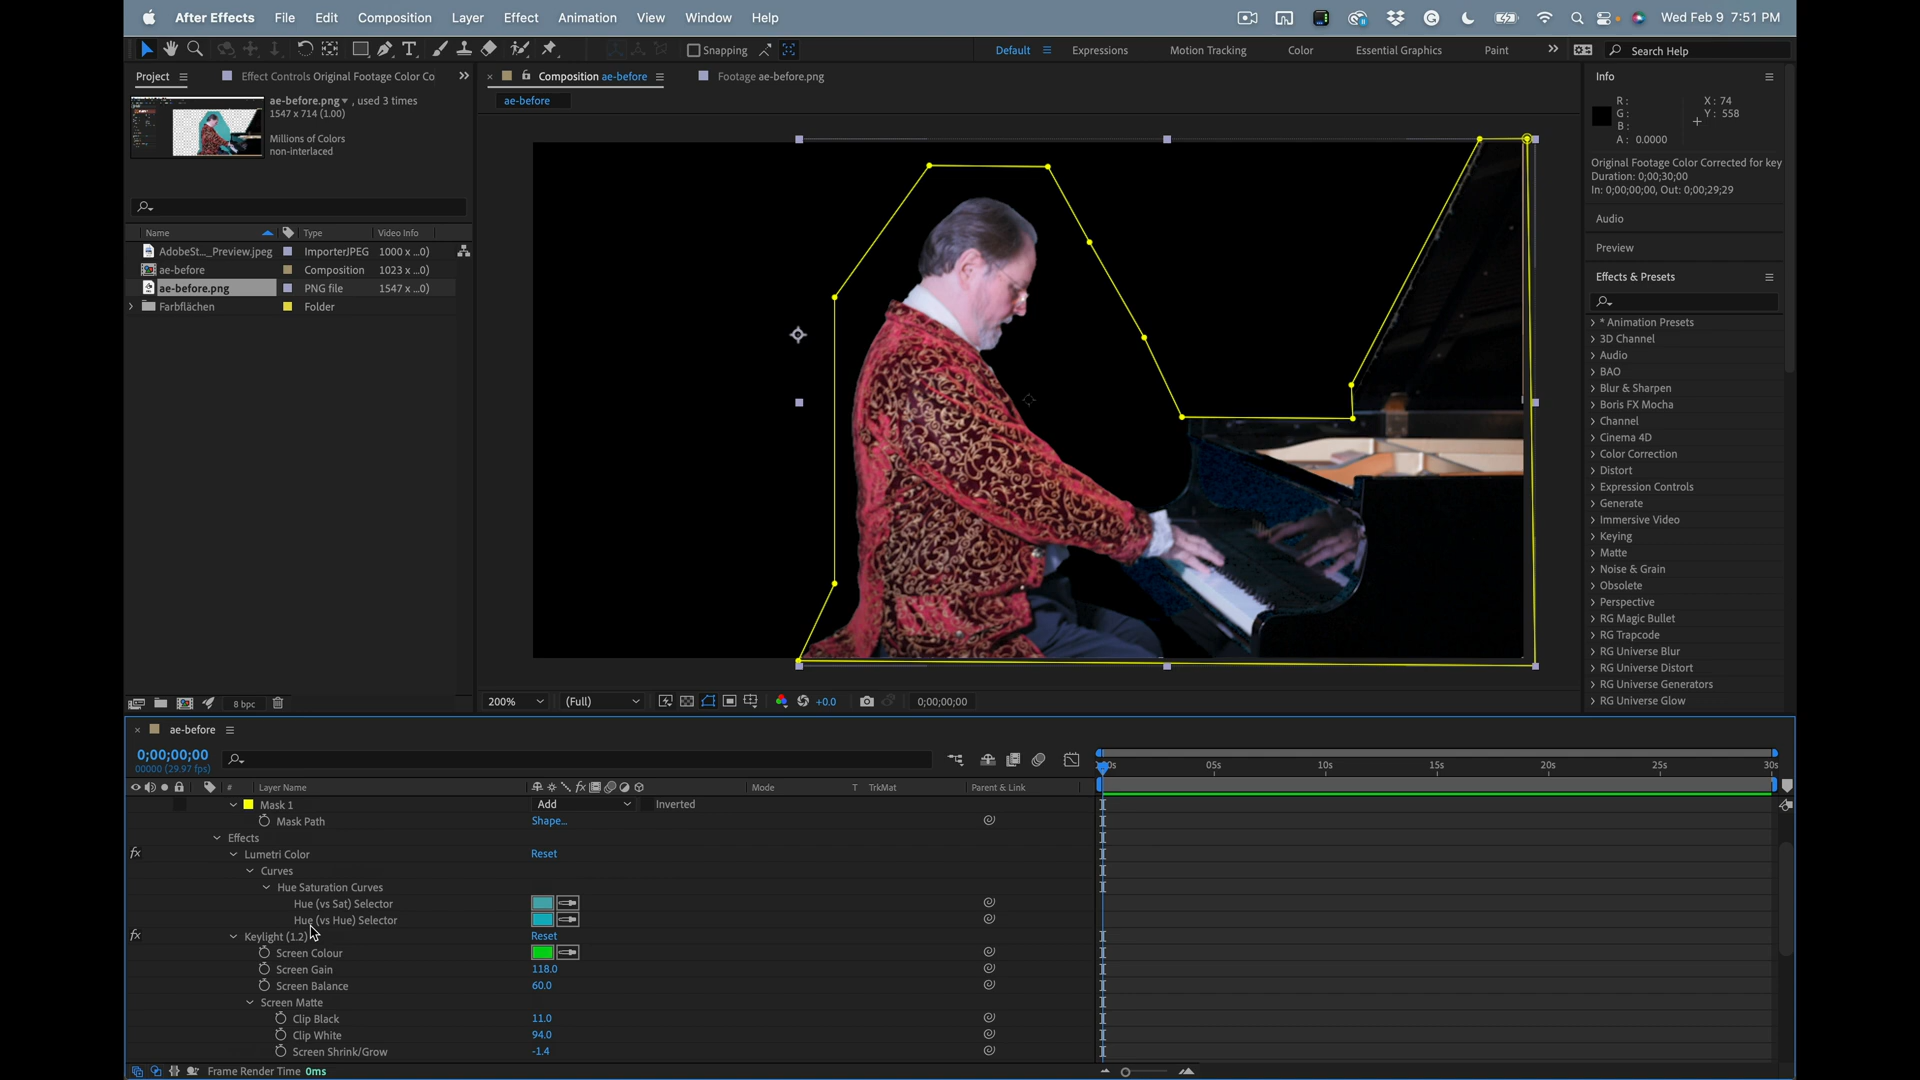 After Effects File Edit Composition Layer Effect Animation View Window Help Wed Feb 9 7:51 PM
Snapping Default Expressions Motion Tracking Color Essential Graphics Paint Search Help
Project Effect Controls Original Footage Color Co Composition ae-before Footage ae-before.png Info
ae-before
ae-before.png , used 3 times
1547 x 714 (1.00)
Millions of Colors
non-interlaced
R: X: 74
G: Y: 558
B:
A: 0.0000
Original Footage Color Corrected for key
Duration: 0;00;30;00
In: 0;00;00;00, Out: 0;00;29;29
Audio
Preview
Effects & Presets
Name Type Video Info
AdobeSt..._Preview.jpeg ImporterJPEG 1000 x ...0)
ae-before Composition 1023 x ...0)
ae-before.png PNG file 1547 x ...0)
Farbflächen Folder
* Animation Presets
3D Channel
Audio
BAO
Blur & Sharpen
Boris FX Mocha
Channel
Cinema 4D
Color Correction
Distort
Expression Controls
Generate
Immersive Video
Keying
Matte
Noise & Grain
Obsolete
Perspective
RG Magic Bullet
RG Trapcode
RG Universe Blur
RG Universe Distort
RG Universe Generators
RG Universe Glow
8 bpc 200% (Full) +0.0 0;00;00;00
ae-before
0;00;00;00
00000 (29.97 fps)
05s 10s 15s 20s 25s 30s
# Layer Name Mode T TrkMat Parent & Link
Mask 1 Add Inverted
Mask Path Shape...
Effects
fx Lumetri Color Reset
Curves
Hue Saturation Curves
Hue (vs Sat) Selector
Hue (vs Hue) Selector
fx Keylight (1.2) Reset
Screen Colour
Screen Gain 118.0
Screen Balance 60.0
Screen Matte
Clip Black 11.0
Clip White 94.0
Screen Shrink/Grow -1.4
Frame Render Time 0ms